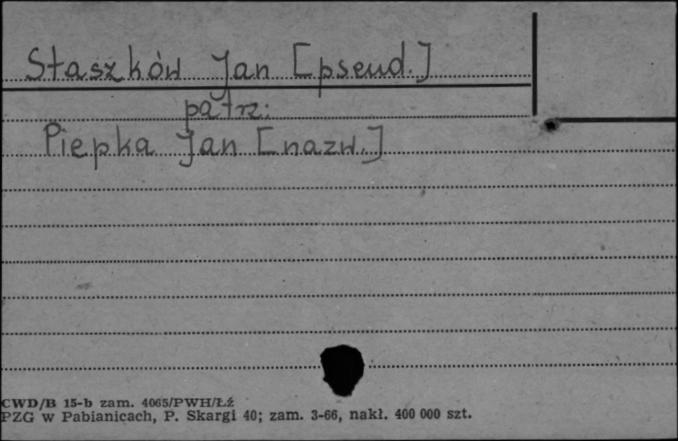 Staszków Jan [pseud.]
patrz:
Piepka Jan [nazw.]
CWD/B 15-b zam. 4065/PWH/Łź
PZG w Pabianicach, P. Skargi 40; zam. 3-66, nakł. 400 000 szt.